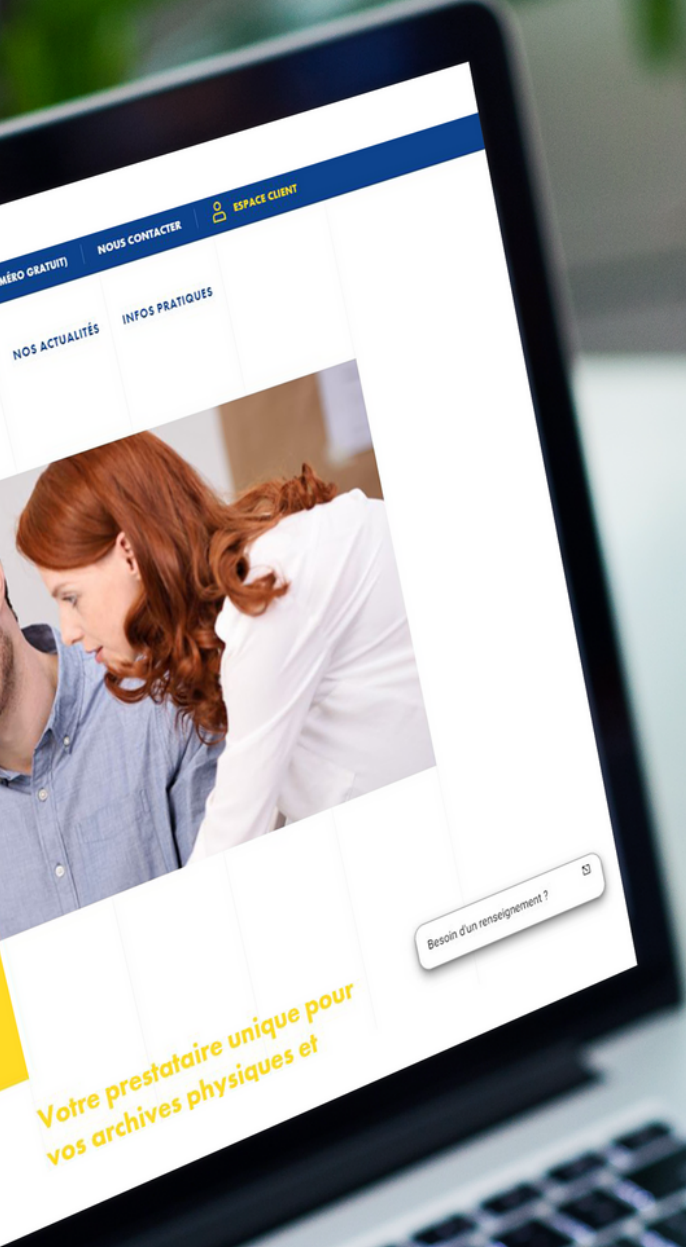 MÉRO GRATUIT)
NOUS CONTACTER
ESPACE CLIENT
NOS ACTUALITÉS
INFOS PRATIQUES
Besoin d'un renseignement ?
Votre prestataire unique pour
vos archives physiques et